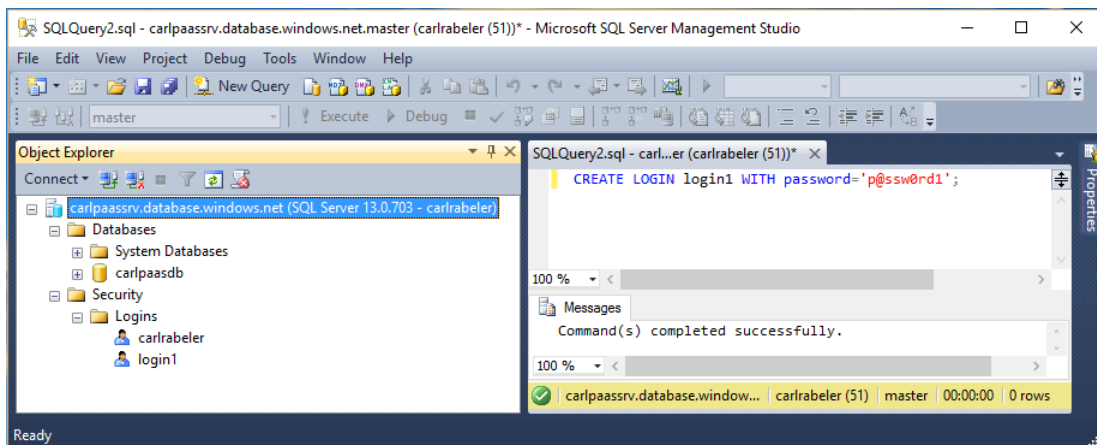 SQLQuery2.sql - carlpaassrv.database.windows.net.master (carlrabeler (51))* - Microsoft SQL Server Management Studio
File Edit View Project Debug Tools Window Help
New Query
master
Execute Debug
Object Explorer
Connect
carlpaassrv.database.windows.net (SQL Server 13.0.703 - carlrabeler)
Databases
System Databases
carlpaasdb
Security
Logins
carlrabeler
login1
SQLQuery2.sql - carl...er (carlrabeler (51))*
CREATE LOGIN login1 WITH password='p@ssw0rd1';
100 %
Messages
Command(s) completed successfully.
100 %
carlpaassrv.database.window... carlrabeler (51) master 00:00:00 0 rows
Properties
Ready